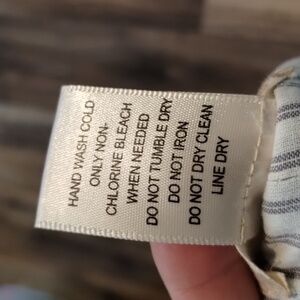 HAND WASH COLD
ONLY NON-
CHLORINE BLEACH
WHEN NEEDED
DO NOT TUMBLE DRY
DO NOT IRON
DO NOT DRY CLEAN
LINE DRY